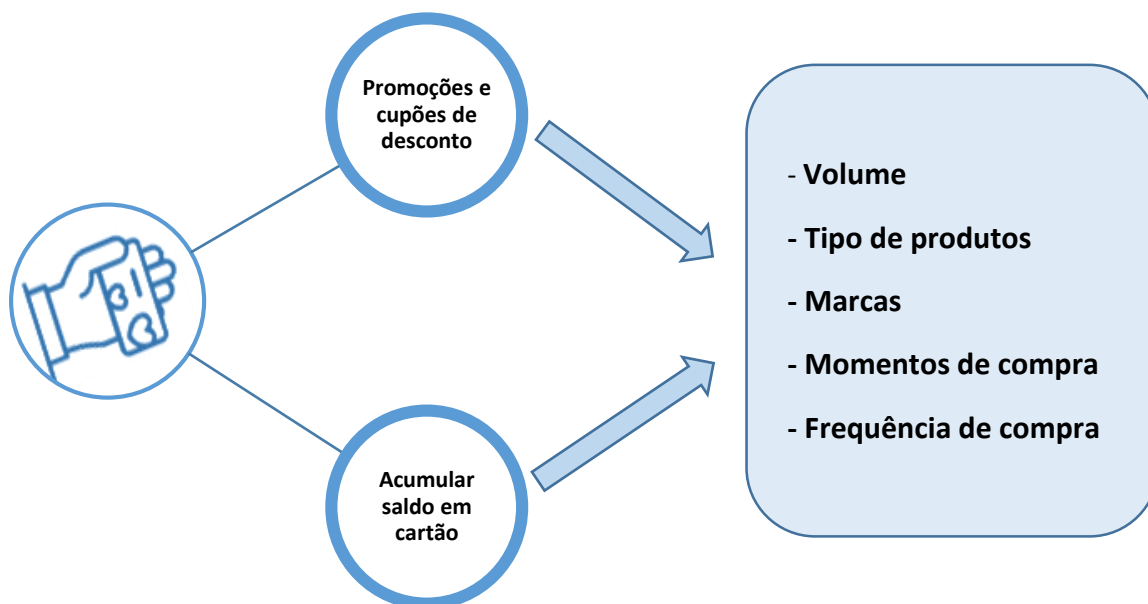 Promoções e
cupões de
desconto
Acumular
saldo em
cartão
- Volume
- Tipo de produtos
- Marcas
- Momentos de compra
- Frequência de compra